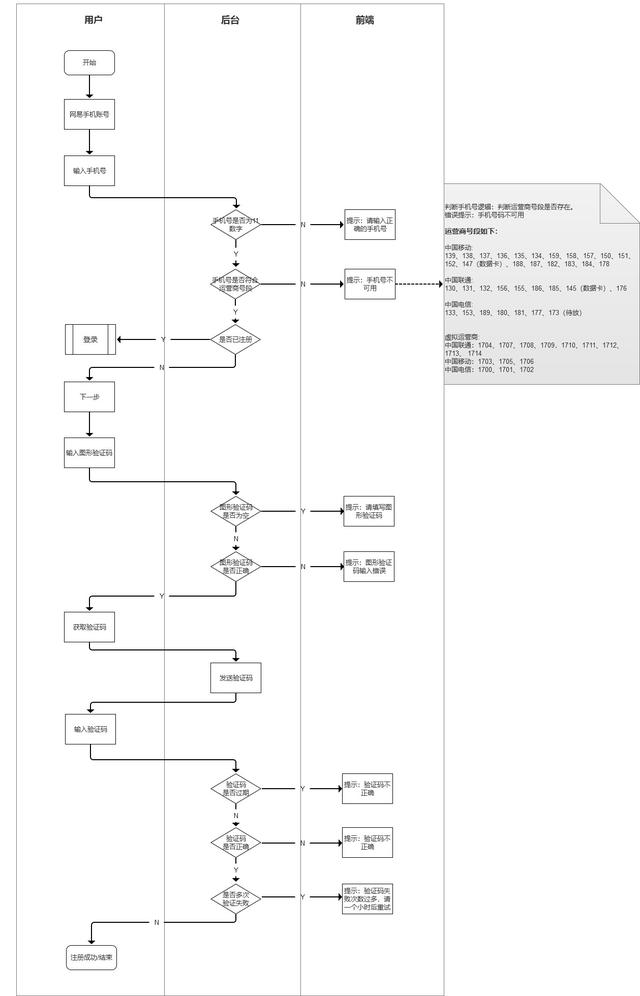 用户
后台
前端
开始
网易手机账号
输入手机号
手机号是否为11
数字
N
提示：请输入正
确的手机号
Y
手机号是否符合
运营商号段
N
提示：手机号不
可用
Y
是否已注册
Y
登录
N
下一步
输入图形验证码
图形验证码
是否为空
Y
提示：请填写图
形验证码
N
图形验证码
是否正确
N
提示：图形验证
码输入错误
Y
获取验证码
发送验证码
输入验证码
验证码
是否过期
Y
提示：验证码不
正确
N
验证码
是否正确
N
提示：验证码不
正确
Y
是否多次
验证失败
Y
提示：验证码失
败次数过多，请
一个小时后重试
N
注册成功/结束
判断手机号逻辑：判断运营商号段是否存在。
错误提示：手机号码不可用
运营商号段如下：
中国移动:
139、138、137、136、135、134、159、158、157、150、151、
152、147（数据卡）、188、187、182、183、184、178
中国联通:
130、131、132、156、155、186、185、145（数据卡）、176
中国电信:
133、153、189、180、181、177、173（待放）
虚拟运营商:
中国联通：1704、1707、1708、1709、1710、1711、1712、
1713、1714
中国移动：1703、1705、1706
中国电信：1700、1701、1702